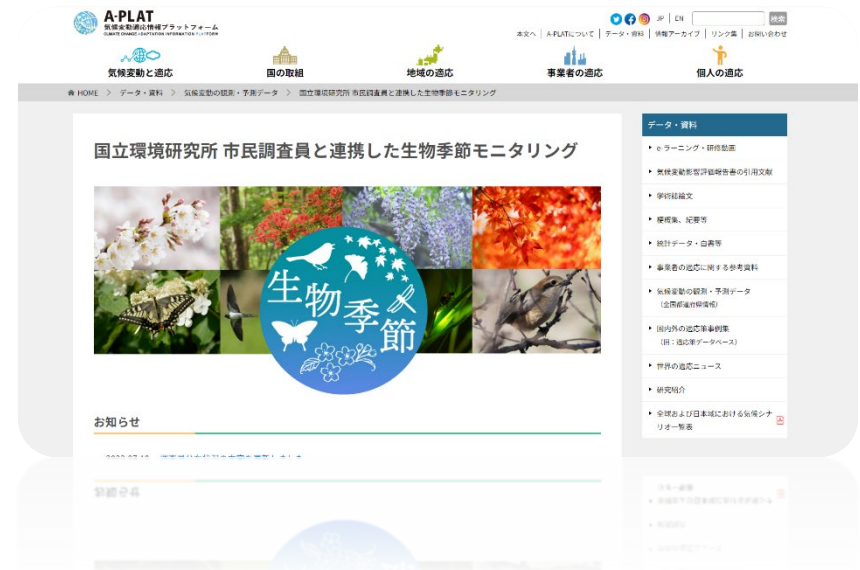 A-PLAT
気候変動適応情報プラットフォーム
CLIMATE CHANGE ADAPTATION INFORMATION PLATFORM
JP | EN
検索
本文へ | A-PLATについて | データ・資料 | 情報アーカイブ | リンク集 | お問い合わせ
気候変動と適応
国の取組
地域の適応
事業者の適応
個人の適応
HOME > データ・資料 > 気候変動の観測・予測データ > 国立環境研究所 市民調査員と連携した生物季節モニタリング
国立環境研究所 市民調査員と連携した生物季節モニタリング
生物季節
お知らせ
データ・資料
e-ラーニング・研修動画
気候変動影響評価報告書の引用文献
学術誌論文
梗概集、紀要等
統計データ・白書等
事業者の適応に関する参考資料
気候変動の観測・予測データ
(全国都道府県情報)
国内外の適応策事例集
(旧：適応策データベース)
世界の適応ニュース
研究紹介
全球および日本域における気候シナ
リオ一覧表